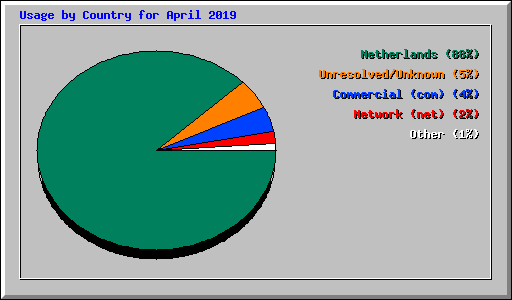 Usage by Country for April 2019
Netherlands (88%)
Unresolved/Unknown (5%)
Commercial (com) (4%)
Network (net) (2%)
Other (1%)